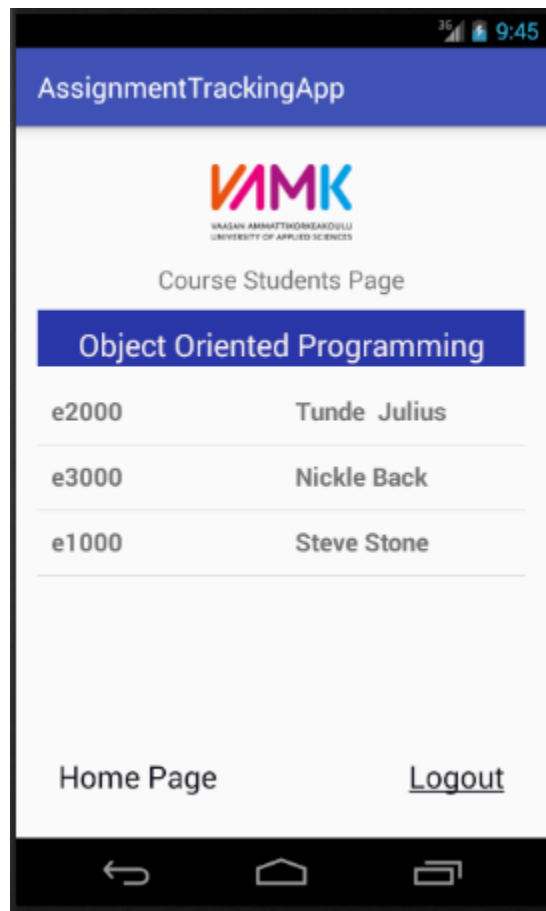 3G 9:45
AssignmentTrackingApp
VAMK
VAASAN AMMATTIKORKEAKOULU
UNIVERSITY OF APPLIED SCIENCES
Course Students Page
Object Oriented Programming
e2000 Tunde Julius
e3000 Nickle Back
e1000 Steve Stone
Home Page Logout